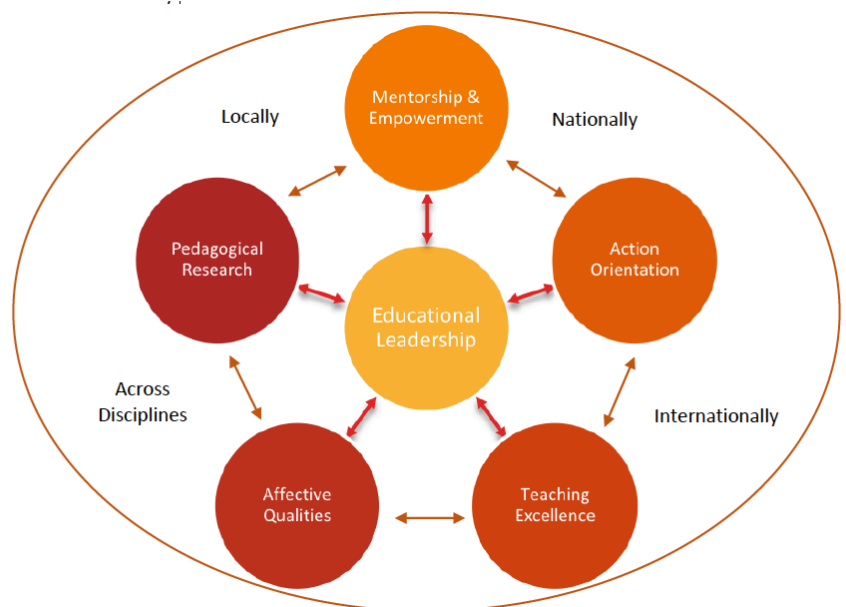 Mentorship &
Empowerment
Locally
Nationally
Pedagogical
Research
Action
Orientation
Educational
Leadership
Across
Disciplines
Internationally
Affective
Qualities
Teaching
Excellence